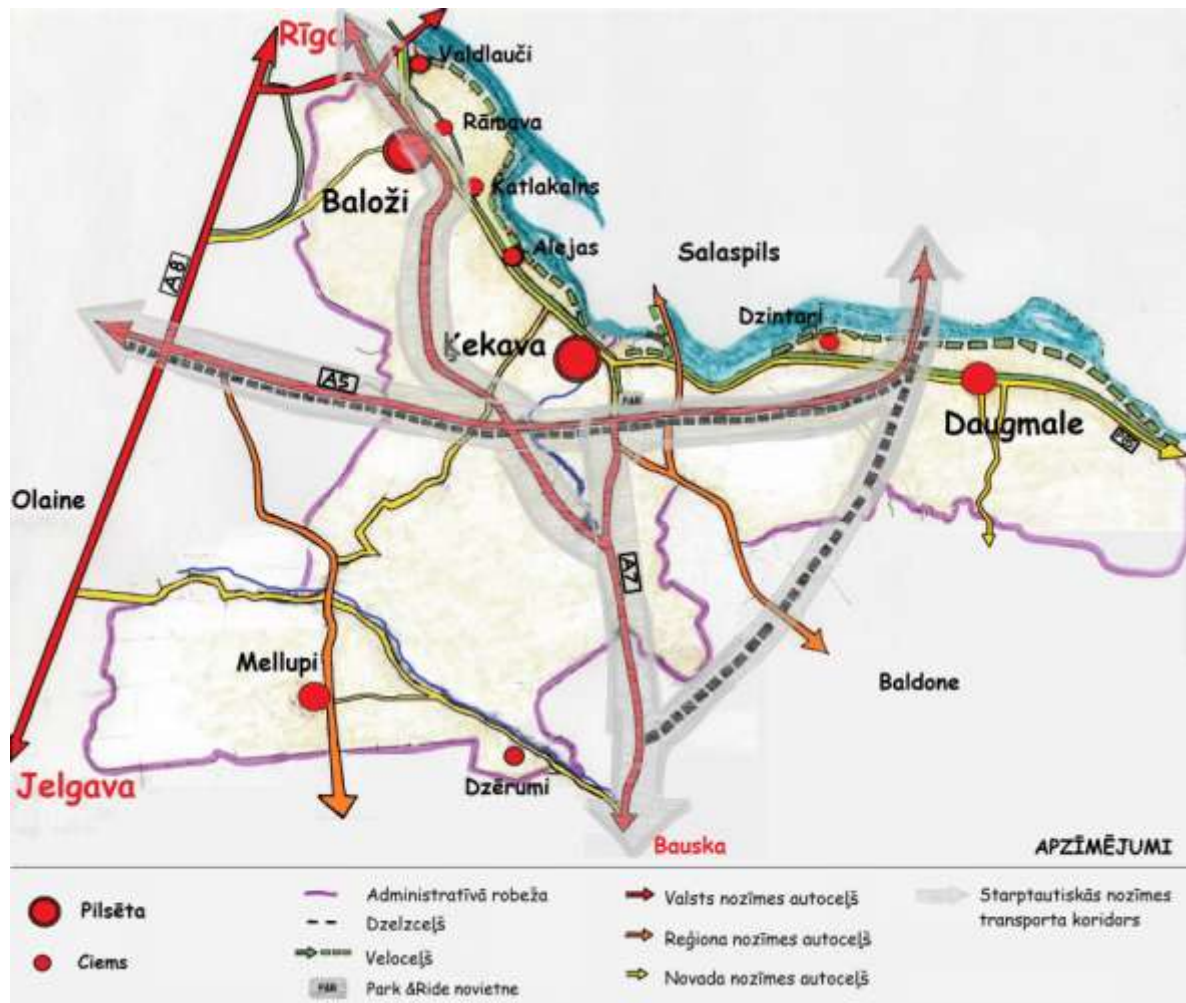 Rīga
Valdlauči
Rāmava
Baloži
Katlakalns
Alejas
Salaspils
A8
Dzintari
Ķekava
A5
PAR
Daugmale
Olaine
A7
Mellupi
Baldone
Dzērumi
Jelgava
Bauska
APZĪMĒJUMI
Pilsēta
Ciems
Administratīvā robeža
Dzelzceļš
Veloceļš
PAR
Park &Ride novietne
Valsts nozīmes autoceļš
Reģiona nozīmes autoceļš
Novada nozīmes autoceļš
Starptautiskās nozīmes
transporta koridors